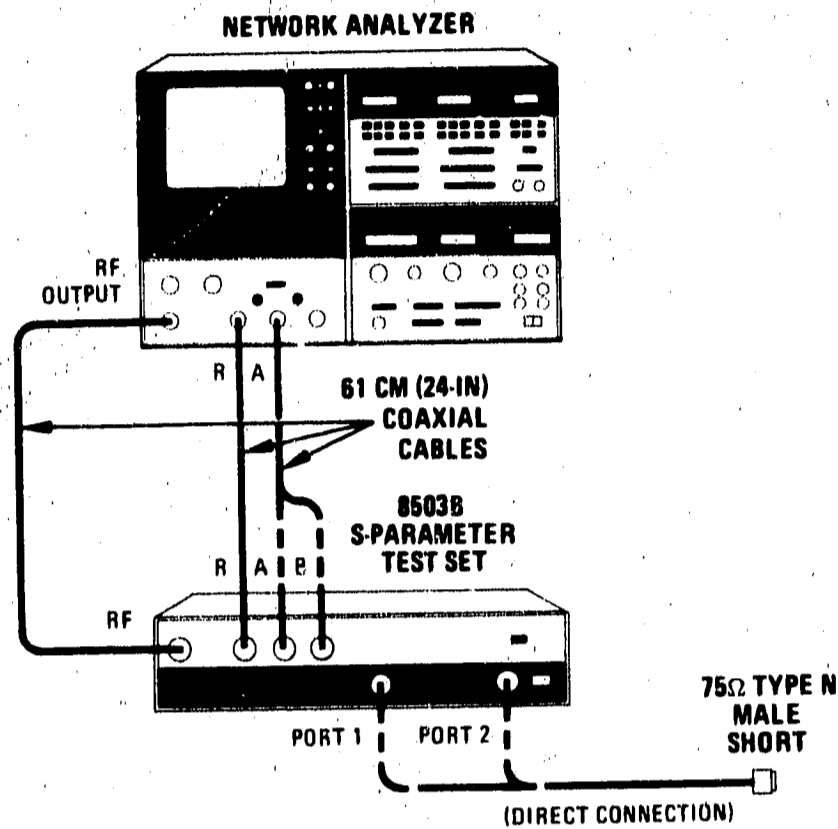 NETWORK ANALYZER
RF
OUTPUT
R A
61 CM (24-IN)
COAXIAL
CABLES
8503B
S-PARAMETER
TEST SET
R A B
RF
75Ω TYPE N
MALE
SHORT
PORT 1 PORT 2
(DIRECT CONNECTION)